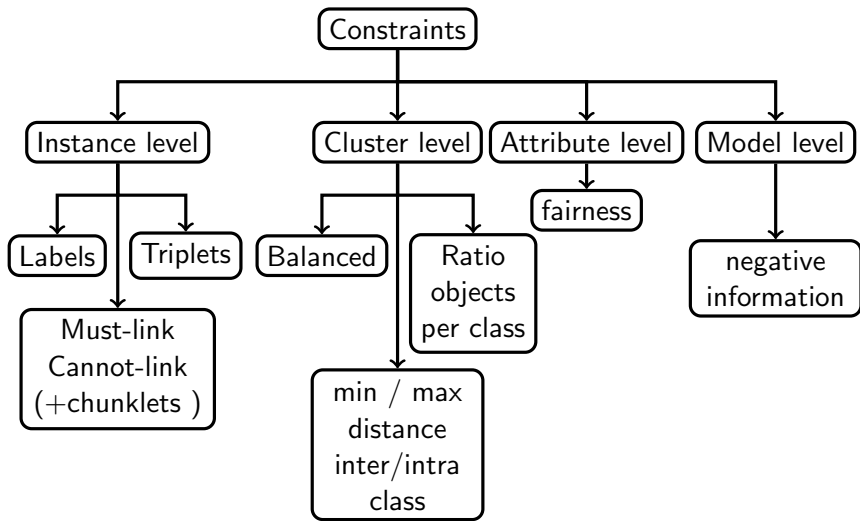 Constraints
Instance level
Cluster level
Attribute level
Model level
Labels
Triplets
Must-link
Cannot-link
(+chunklets )
Balanced
Ratio
objects
per class
min / max
distance
inter/intra
class
fairness
negative
information